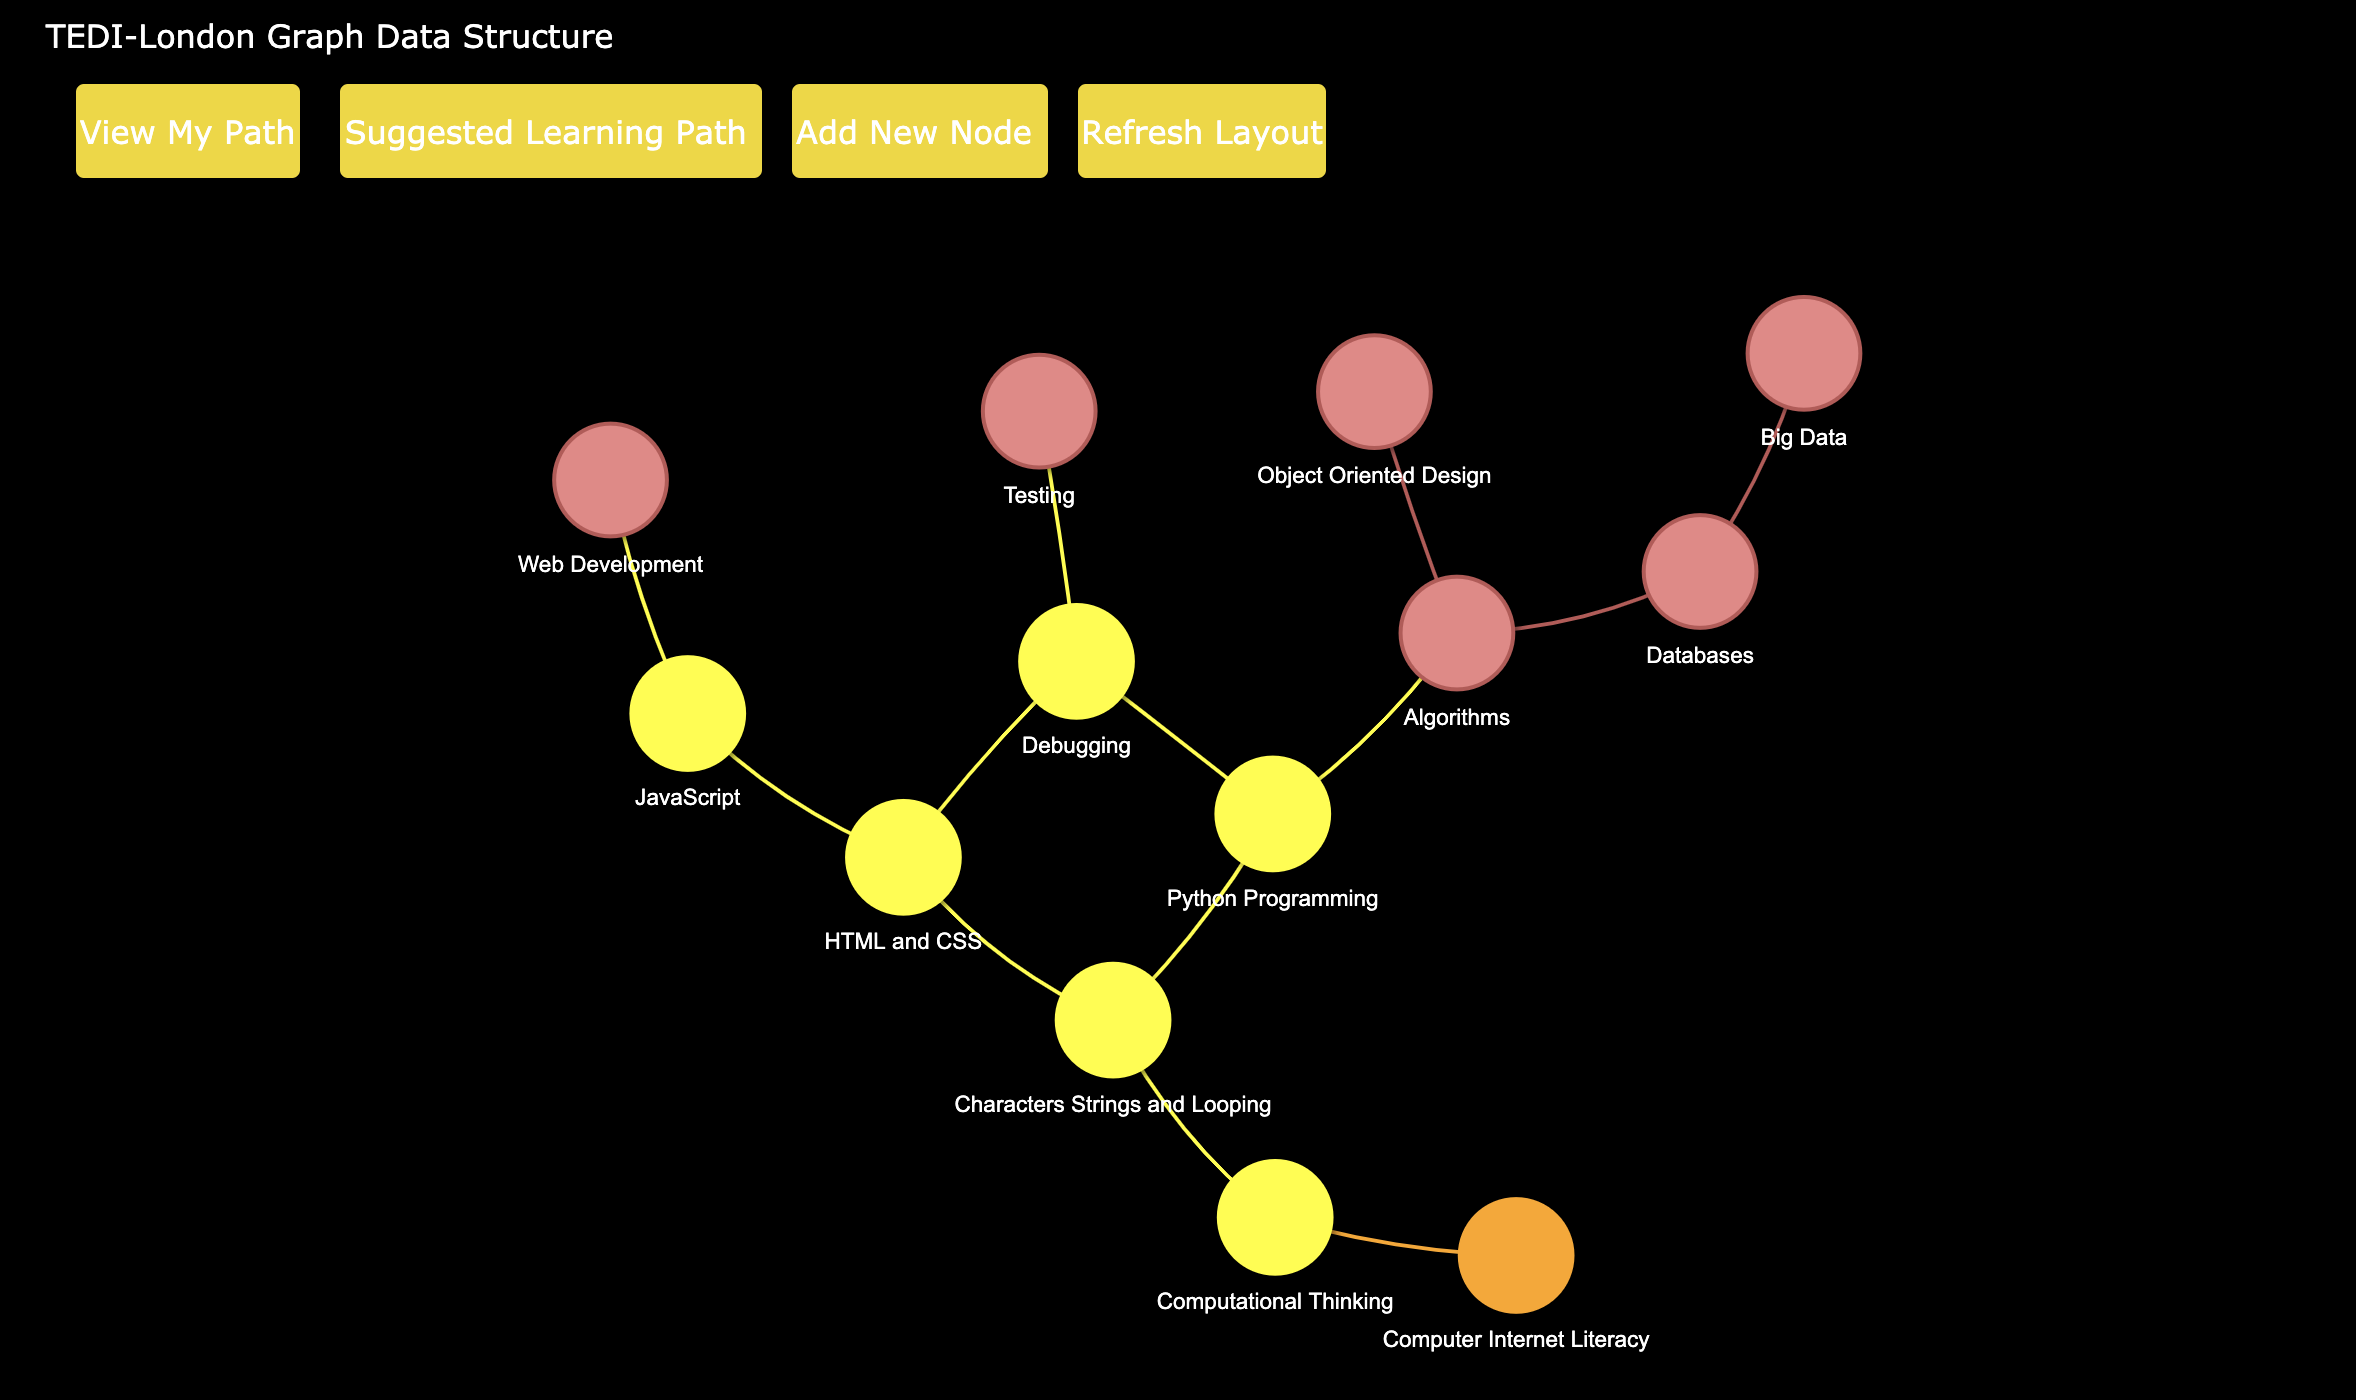 TEDI-London Graph Data Structure
View My Path
Suggested Learning Path
Add New Node
Refresh Layout
Big Data
Object Oriented Design
Testing
Web Development
Databases
Algorithms
Debugging
JavaScript
Python Programming
HTML and CSS
Characters Strings and Looping
Computational Thinking
Computer Internet Literacy